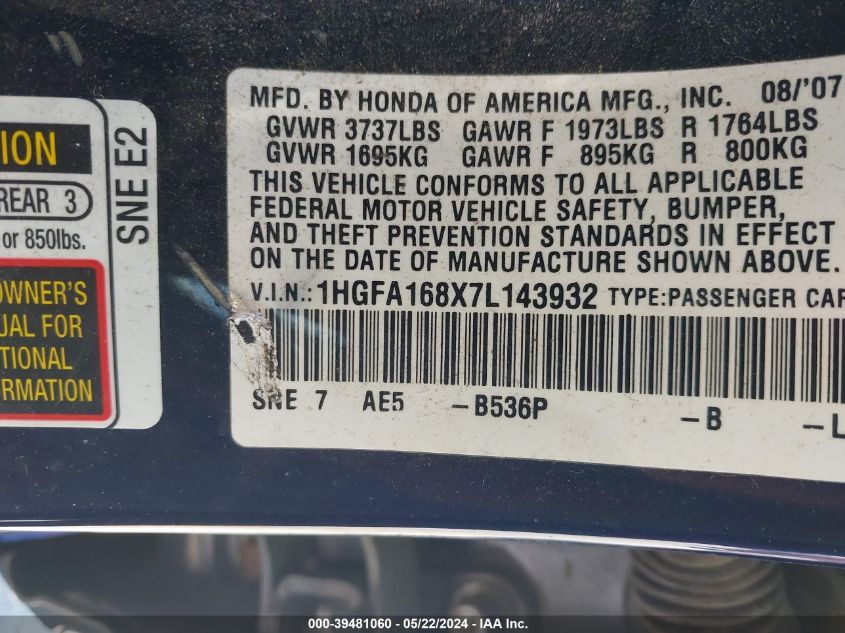 ION
REAR 3
or 850lbs.
OWNER'S
UAL FOR
TIONAL
FORMATION
SNE E2
MFD. BY HONDA OF AMERICA MFG., INC. 08/'07
GVWR 3737LBS GAWR F 1973LBS R 1764LBS
GVWR 1695KG GAWR F 895KG R 800KG
THIS VEHICLE CONFORMS TO ALL APPLICABLE
FEDERAL MOTOR VEHICLE SAFETY, BUMPER,
AND THEFT PREVENTION STANDARDS IN EFFECT
ON THE DATE OF MANUFACTURE SHOWN ABOVE.
V.I.N.: 1HGFA168X7L143932 TYPE:PASSENGER CAR
SNE 7 AE5 -B536P -B -L
000-39481060 - 05/22/2024 - IAA, Inc.